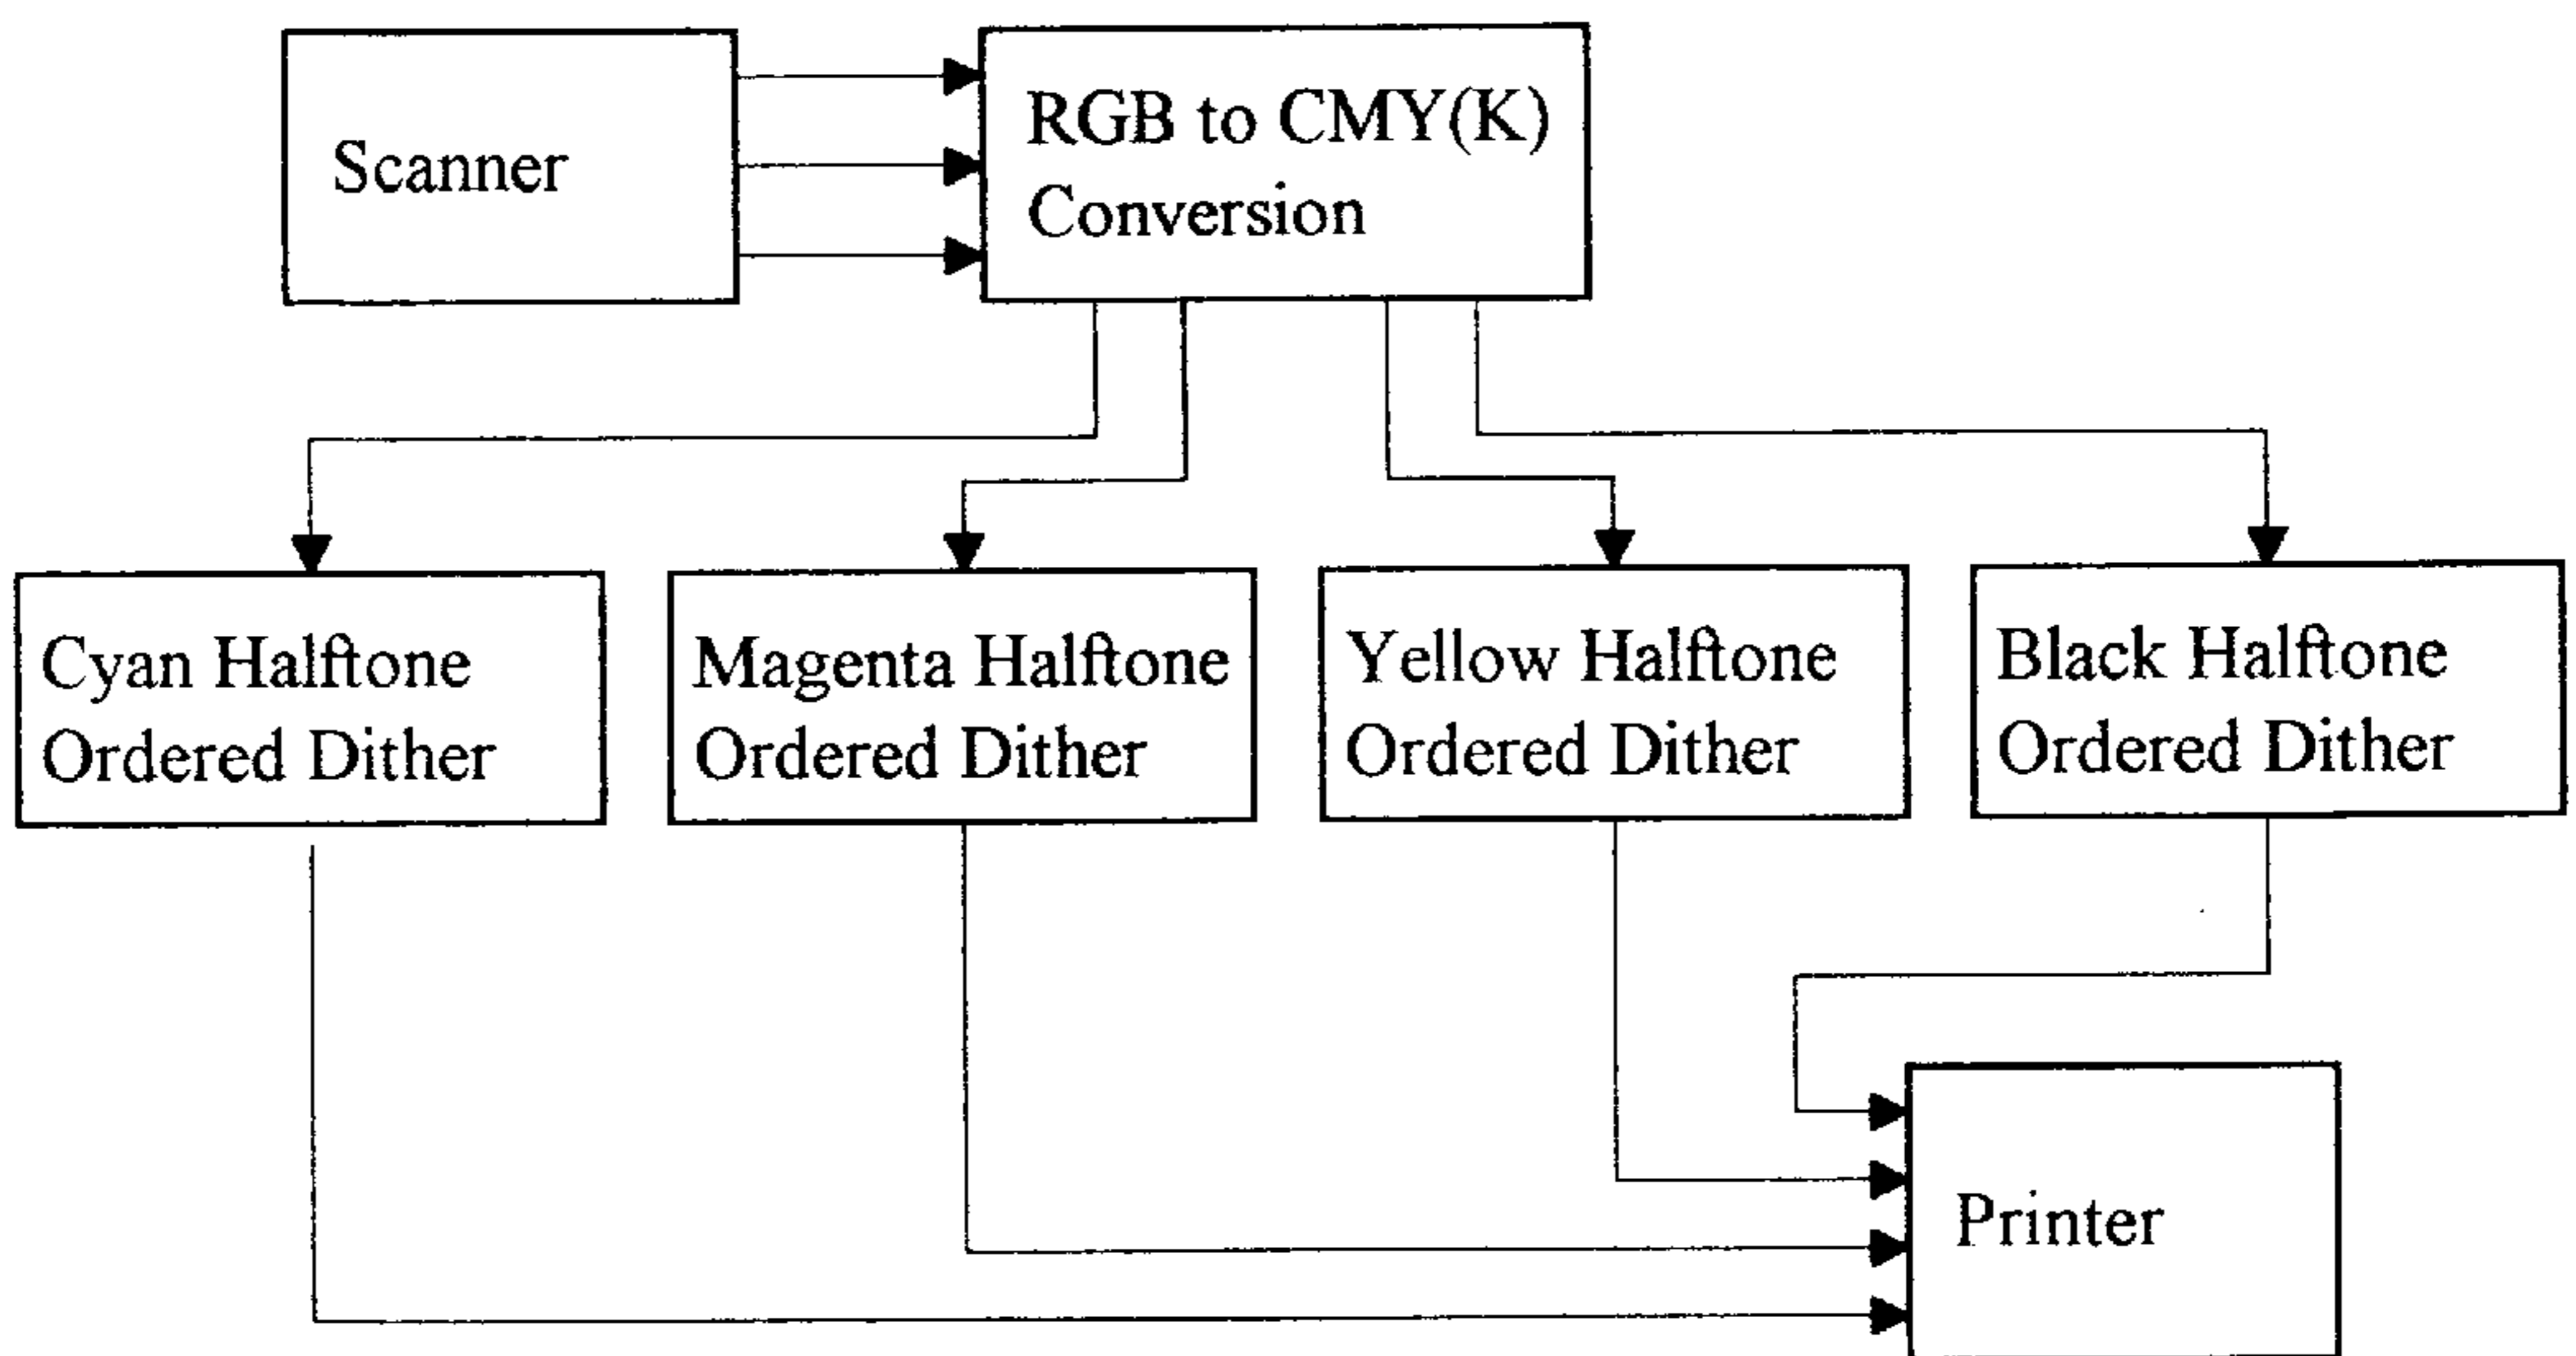 Scanner
RGB to CMY(K)
Conversion
Cyan Halftone
Ordered Dither
Magenta Halftone
Ordered Dither
Yellow Halftone
Ordered Dither
Black Halftone
Ordered Dither
Printer